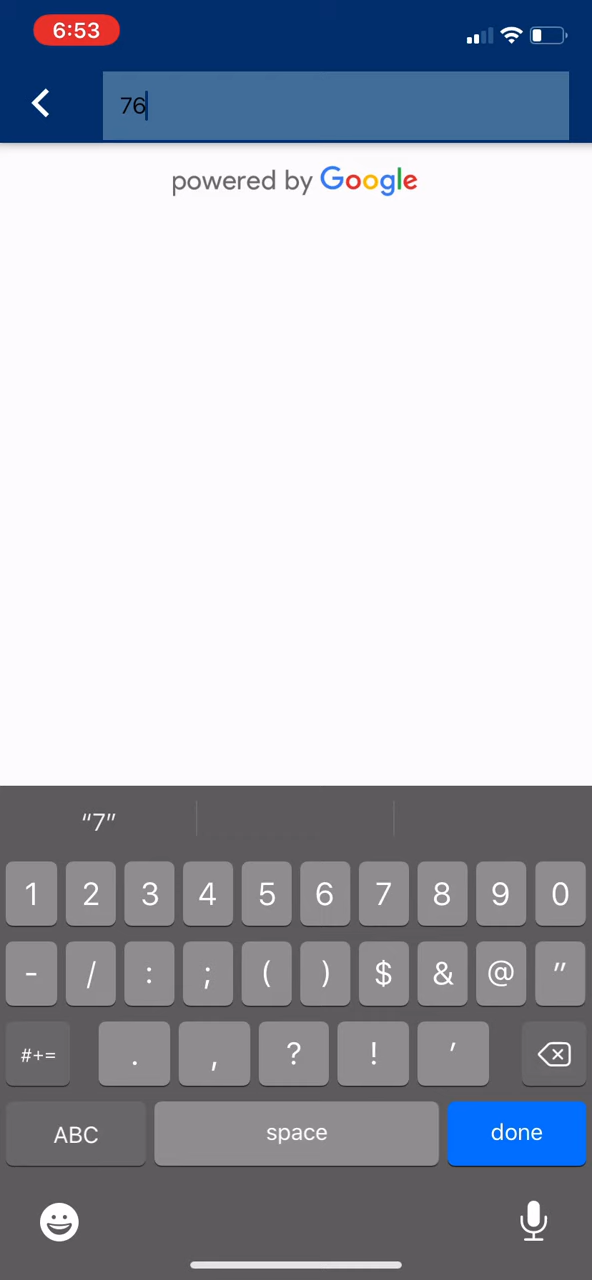 6:53
76
powered by Google
“7”
1 2 3 4 5 6 7 8 9 0
- / : ; ( ) $ & @ "
#+= . , ? ! '
ABC space done